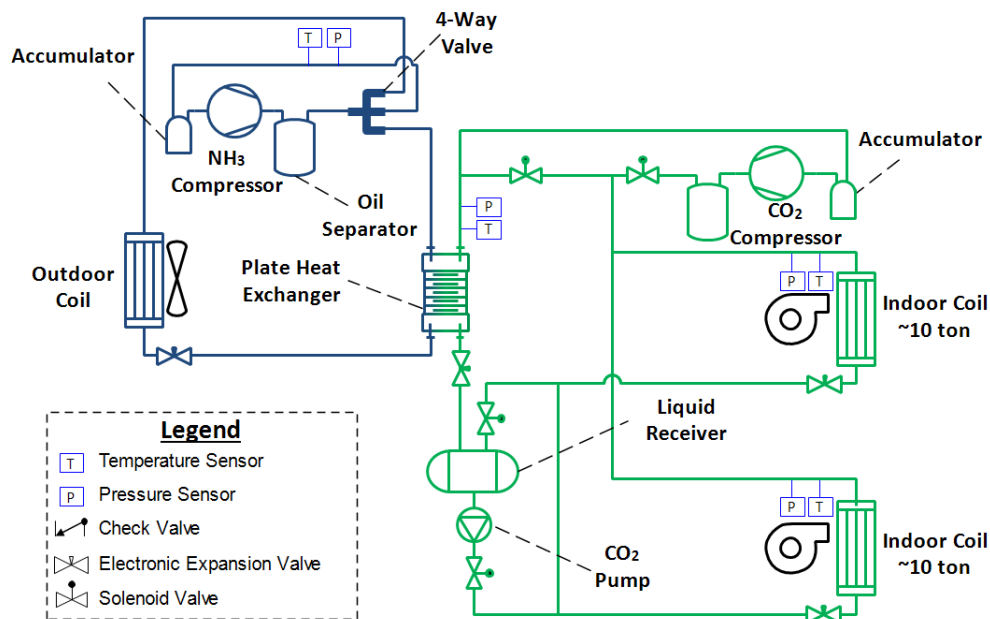 4-Way
Valve
T P
Accumulator
NH₃
Compressor
Oil
Separator
Accumulator
CO₂
Compressor
P
T
Outdoor
Coil
Plate Heat
Exchanger
P T
Indoor Coil
~10 ton
Liquid
Receiver
Legend
T Temperature Sensor
P Pressure Sensor
Check Valve
Electronic Expansion Valve
Solenoid Valve
P T
CO₂
Pump
Indoor Coil
~10 ton